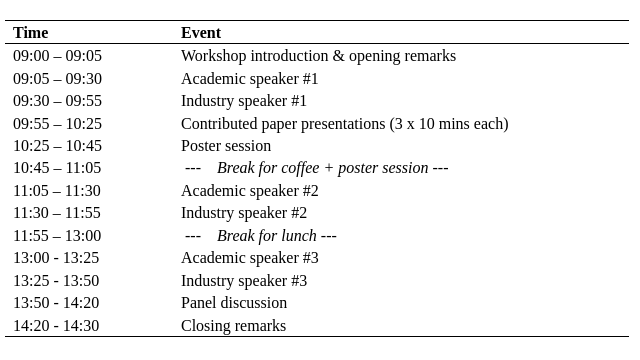 Time Event
09:00 – 09:05 Workshop introduction & opening remarks
09:05 – 09:30 Academic speaker #1
09:30 – 09:55 Industry speaker #1
09:55 – 10:25 Contributed paper presentations (3 x 10 mins each)
10:25 – 10:45 Poster session
10:45 – 11:05 --- Break for coffee + poster session ---
11:05 – 11:30 Academic speaker #2
11:30 – 11:55 Industry speaker #2
11:55 – 13:00 --- Break for lunch ---
13:00 - 13:25 Academic speaker #3
13:25 - 13:50 Industry speaker #3
13:50 - 14:20 Panel discussion
14:20 - 14:30 Closing remarks